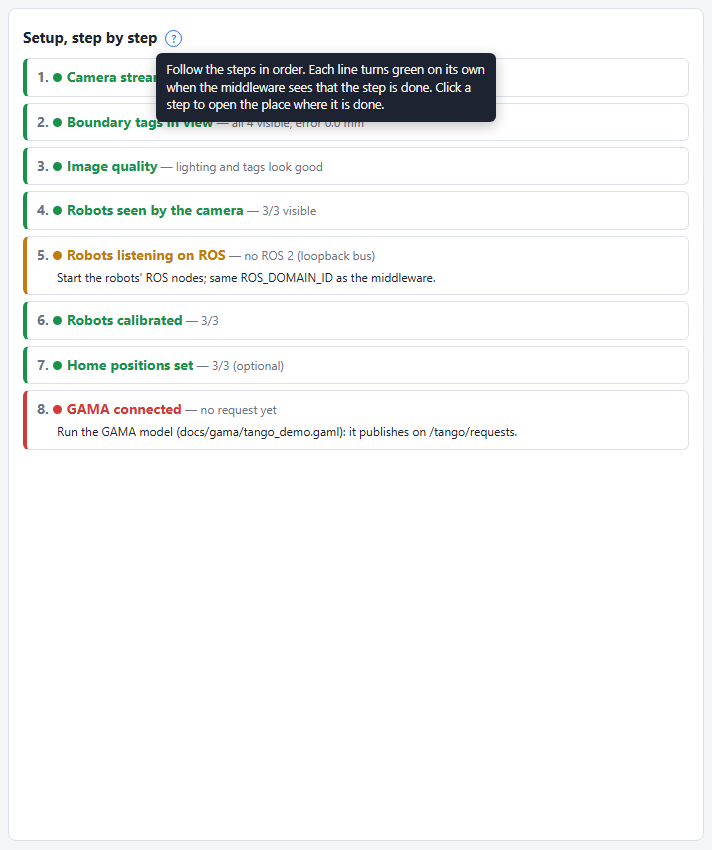 Setup, step by step ?
Follow the steps in order. Each line turns green on its own
when the middleware sees that the step is done. Click a
step to open the place where it is done.
1. Camera stream
2. Boundary tags in view — all 4 visible, error 0.0 mm
3. Image quality — lighting and tags look good
4. Robots seen by the camera — 3/3 visible
5. Robots listening on ROS — no ROS 2 (loopback bus)
Start the robots' ROS nodes; same ROS_DOMAIN_ID as the middleware.
6. Robots calibrated — 3/3
7. Home positions set — 3/3 (optional)
8. GAMA connected — no request yet
Run the GAMA model (docs/gama/tango_demo.gaml): it publishes on /tango/requests.